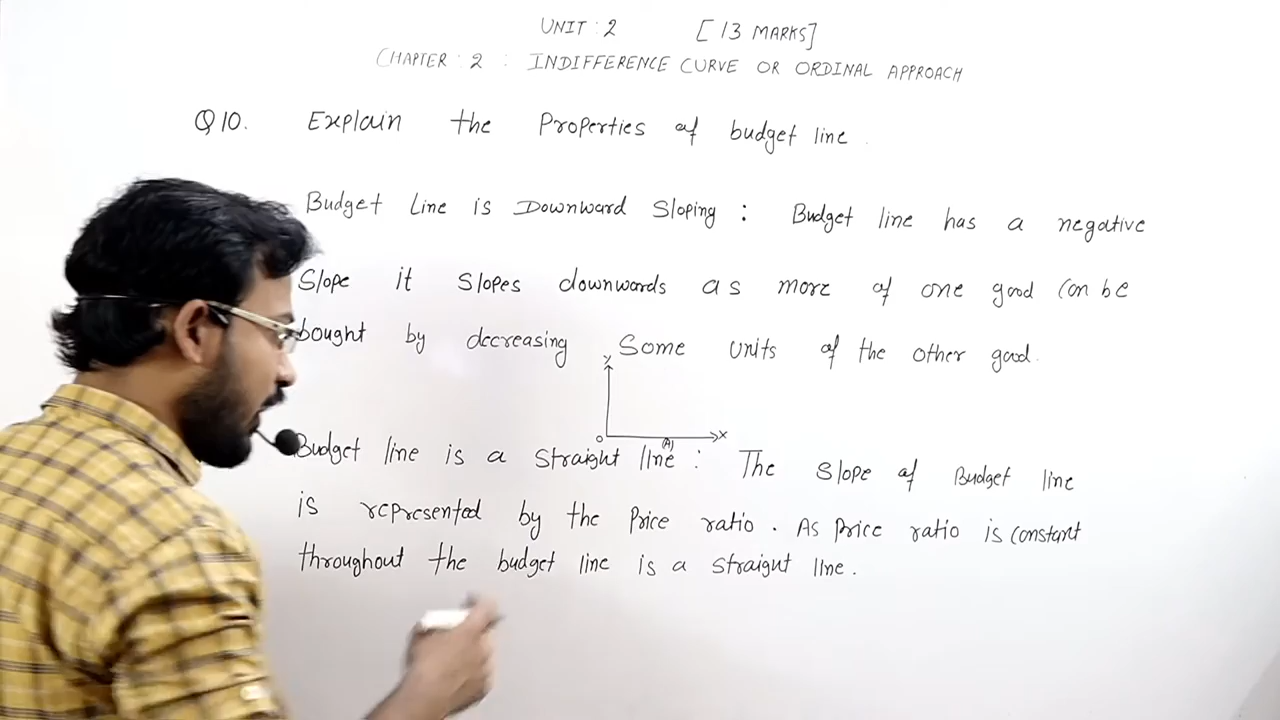 UNIT : 2 [13 MARKS]
CHAPTER : 2 : INDIFFERENCE CURVE OR ORDINAL APPROACH
Q10. Explain the Properties of budget line.
Budget Line is Downward Sloping : Budget line has a negative
Slope it slopes downwards as more of one good can be
bought by decreasing Some units of the other good.
Y
O (A) X
Budget line is a straight line : The slope of Budget line
is represented by the Price ratio. As price ratio is constant
throughout the budget line is a straight line.